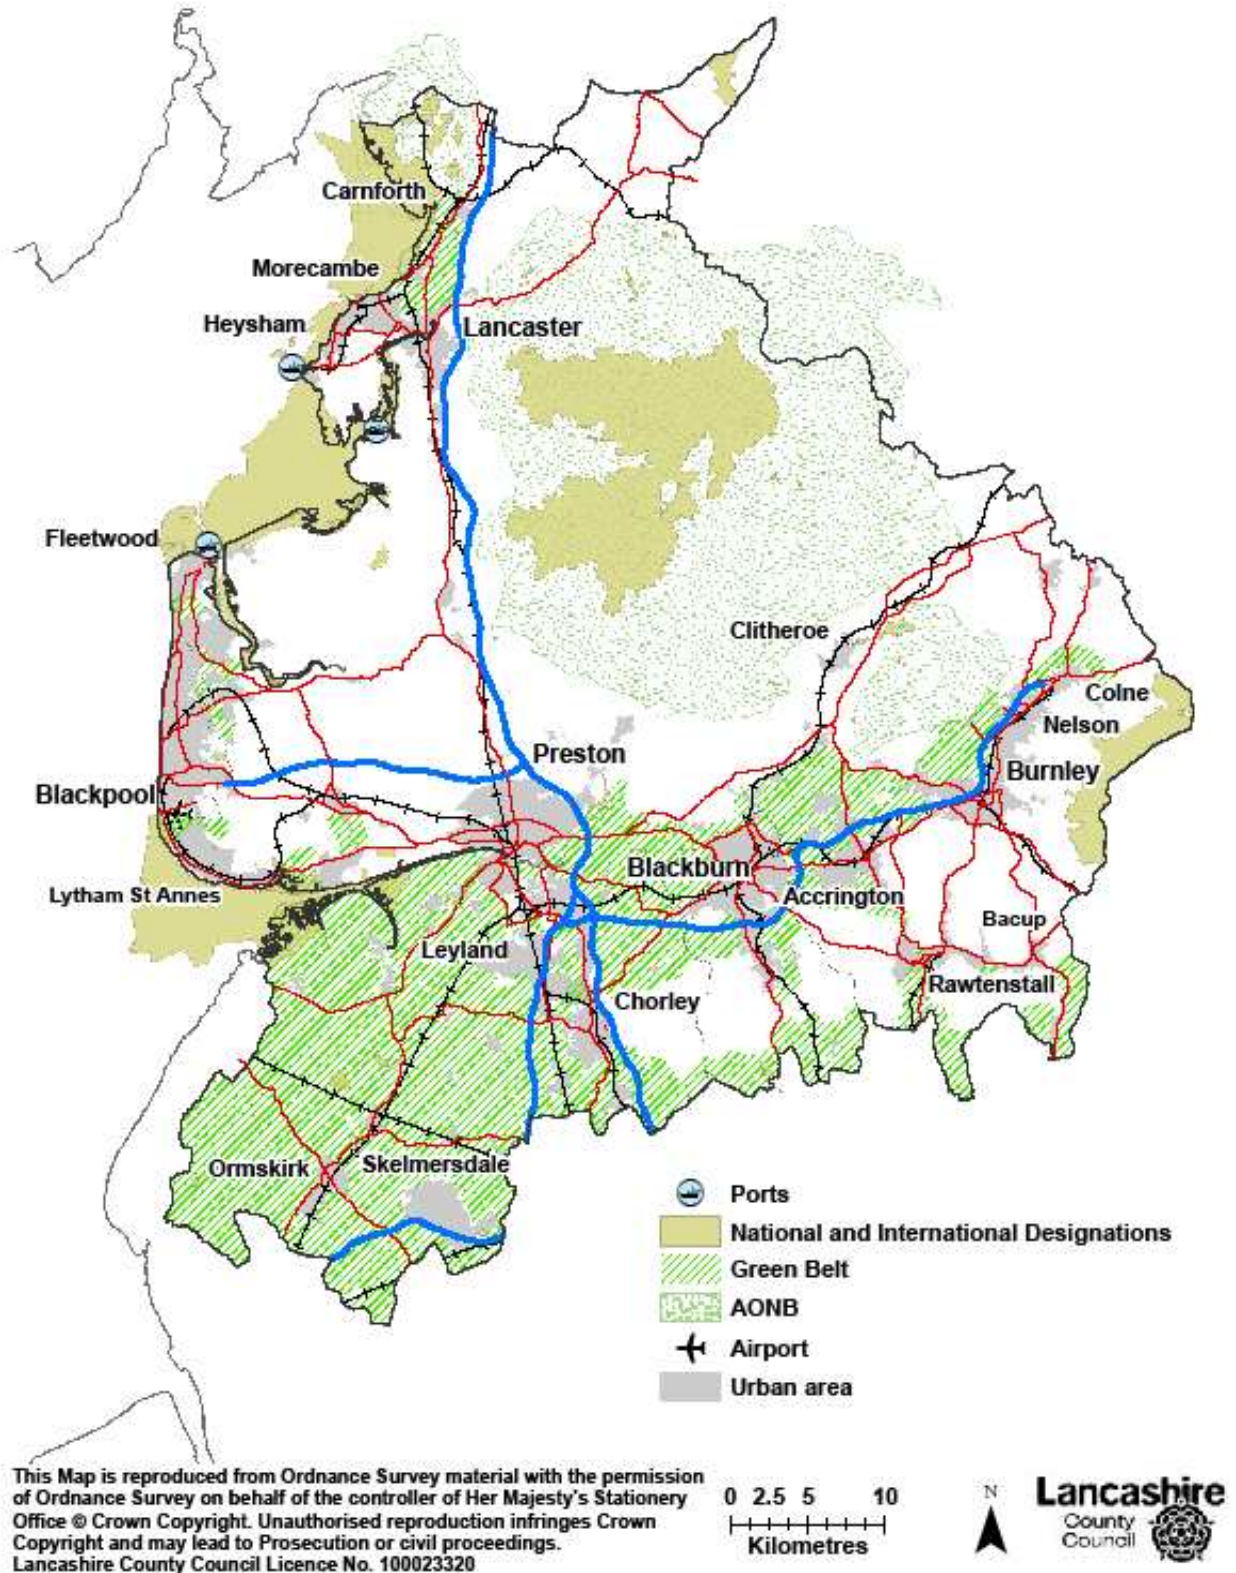 Carnforth
Morecambe
Heysham
Lancaster
Fleetwood
Clitheroe
Colne
Nelson
Preston
Burnley
Blackpool
Blackburn
Lytham St Annes
Accrington
Bacup
Leyland
Rawtenstall
Chorley
Ormskirk
Skelmersdale
Ports
National and International Designations
Green Belt
AONB
Airport
Urban area
This Map is reproduced from Ordnance Survey material with the permission
of Ordnance Survey on behalf of the controller of Her Majesty's Stationery
Office © Crown Copyright. Unauthorised reproduction infringes Crown
Copyright and may lead to Prosecution or civil proceedings.
Lancashire County Council Licence No. 100023320
0 2.5 5 10
Kilometres
N
Lancashire
County
Council